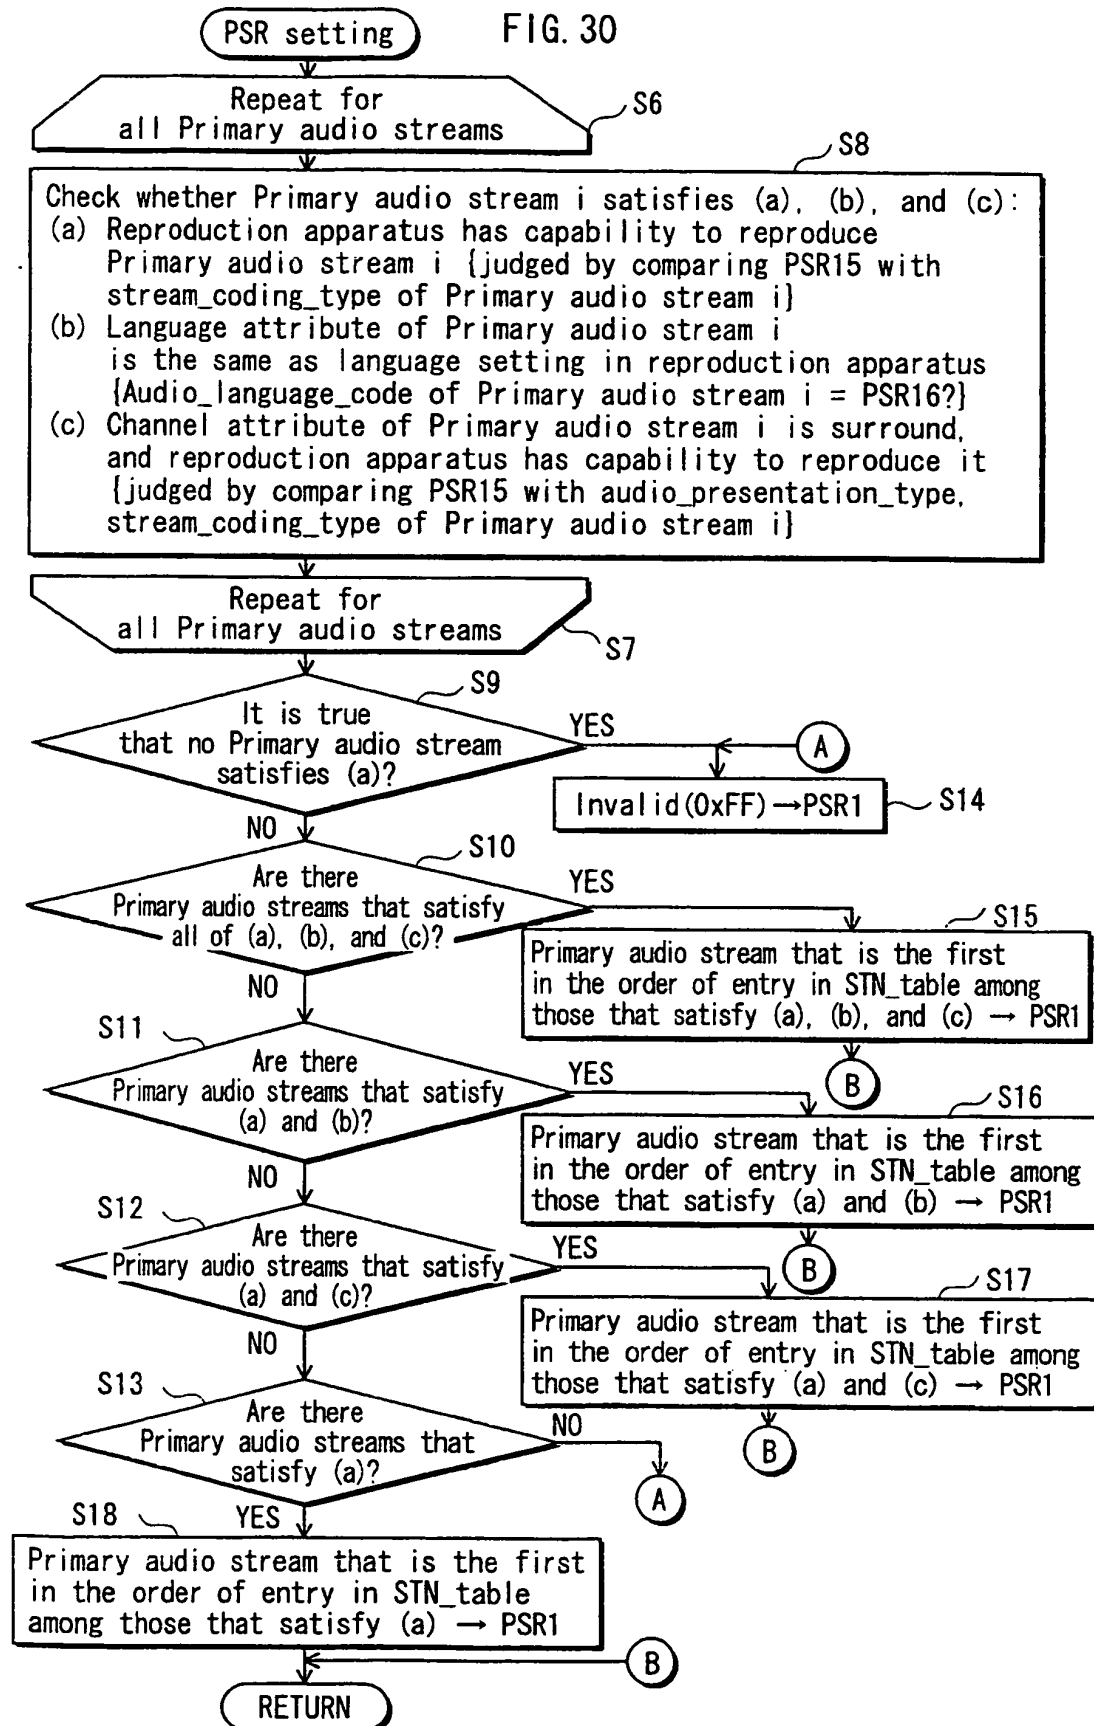 PSR setting
FIG. 30
Repeat for
all Primary audio streams
S6
S8
Check whether Primary audio stream i satisfies (a), (b), and (c):
(a) Reproduction apparatus has capability to reproduce
Primary audio stream i {judged by comparing PSR15 with
stream_coding_type of Primary audio stream i}
(b) Language attribute of Primary audio stream i
is the same as language setting in reproduction apparatus
{Audio_language_code of Primary audio stream i = PSR16?}
(c) Channel attribute of Primary audio stream i is surround,
and reproduction apparatus has capability to reproduce it
{judged by comparing PSR15 with audio_presentation_type,
stream_coding_type of Primary audio stream i}
Repeat for
all Primary audio streams
S7
S9
It is true
that no Primary audio stream
satisfies (a)?
YES
A
Invalid(0xFF)→PSR1
S14
NO
S10
Are there
Primary audio streams that satisfy
all of (a), (b), and (c)?
YES
S15
Primary audio stream that is the first
in the order of entry in STN_table among
those that satisfy (a), (b), and (c) → PSR1
B
NO
S11
Are there
Primary audio streams that satisfy
(a) and (b)?
YES
S16
Primary audio stream that is the first
in the order of entry in STN_table among
those that satisfy (a) and (b) → PSR1
B
NO
S12
Are there
Primary audio streams that satisfy
(a) and (c)?
YES
S17
Primary audio stream that is the first
in the order of entry in STN_table among
those that satisfy (a) and (c) → PSR1
B
NO
S13
Are there
Primary audio streams that
satisfy (a)?
NO
A
YES
S18
Primary audio stream that is the first
in the order of entry in STN_table
among those that satisfy (a) → PSR1
B
RETURN